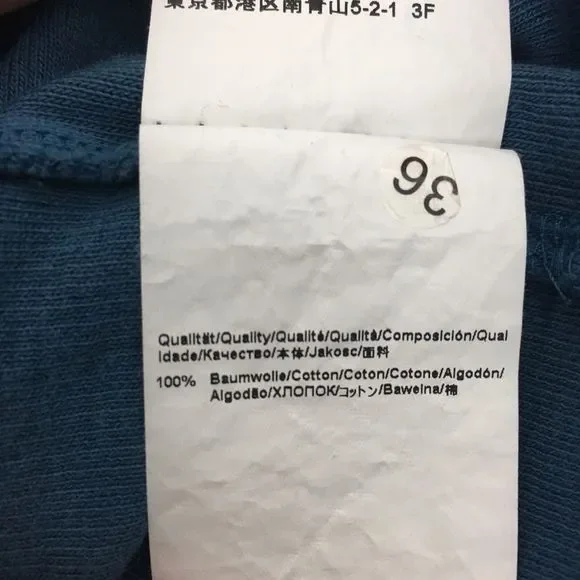 東京都港区南青山5-2-1 3F
36
Qualität/Quality/Qualité/Qualità/Composición/Qual
idade/Качество/本体/Jakosc/面料
100% Baumwolle/Cotton/Coton/Cotone/Algodón/
Algodão/ХЛОПОК/コットン/Bawelna/棉